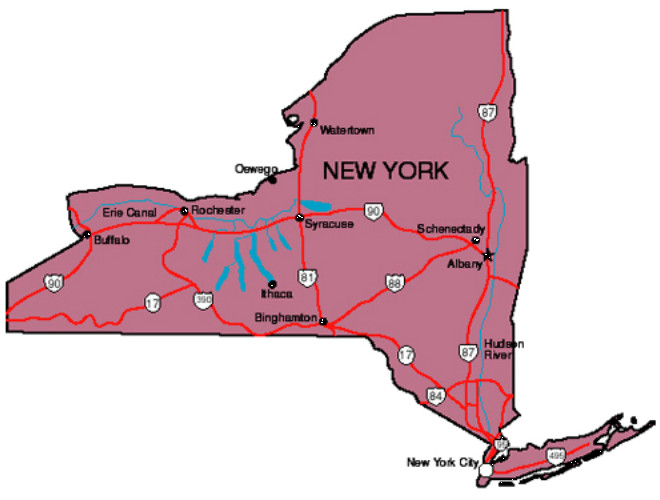 87
Watertown
Oswego
NEW YORK
Erie Canal
Rochester
90
Syracuse
Schenectady
Buffalo
Albany
90
81
88
Ithaca
17
390
Binghamton
Hudson
River
17
87
84
95
New York City
495